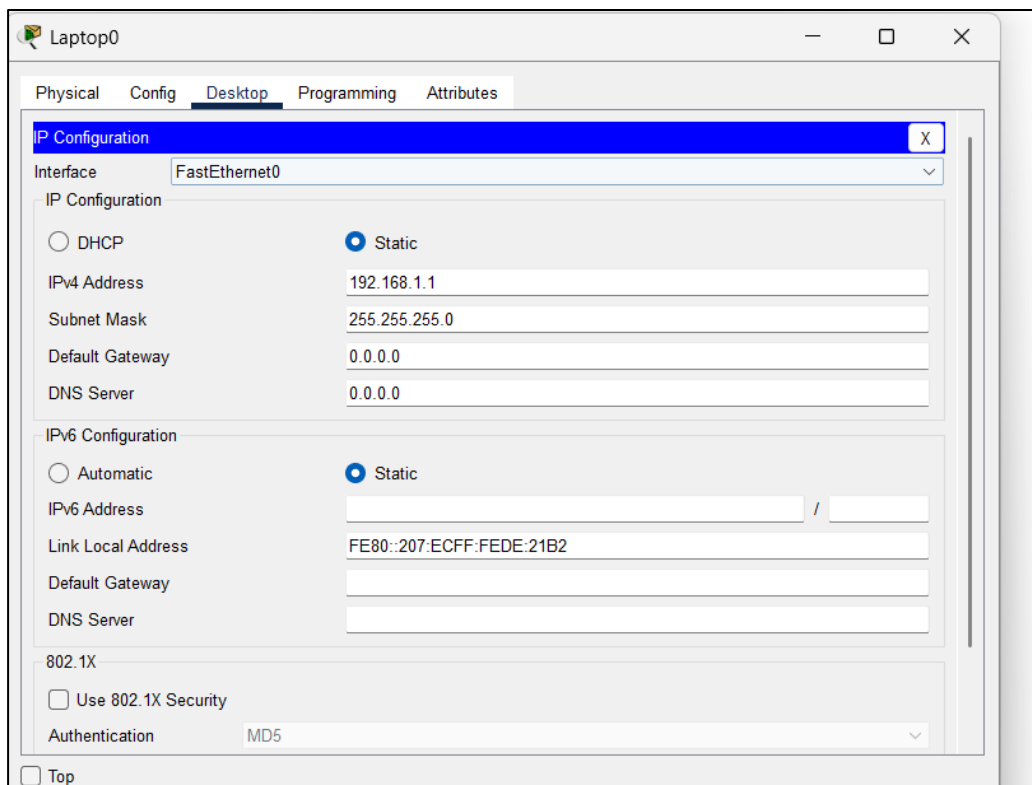 Laptop0
Physical Config Desktop Programming Attributes
IP Configuration X
Interface FastEthernet0
IP Configuration
DHCP Static
IPv4 Address 192.168.1.1
Subnet Mask 255.255.255.0
Default Gateway 0.0.0.0
DNS Server 0.0.0.0
IPv6 Configuration
Automatic Static
IPv6 Address /
Link Local Address FE80::207:ECFF:FEDE:21B2
Default Gateway
DNS Server
802.1X
Use 802.1X Security
Authentication MD5
Top